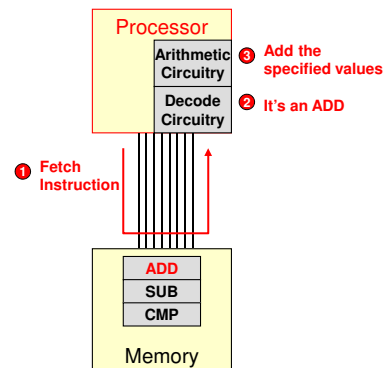 Processor
Arithmetic
Circuitry
3 Add the
specified values
Decode
Circuitry
2 It's an ADD
1 Fetch
Instruction
ADD
SUB
CMP
Memory